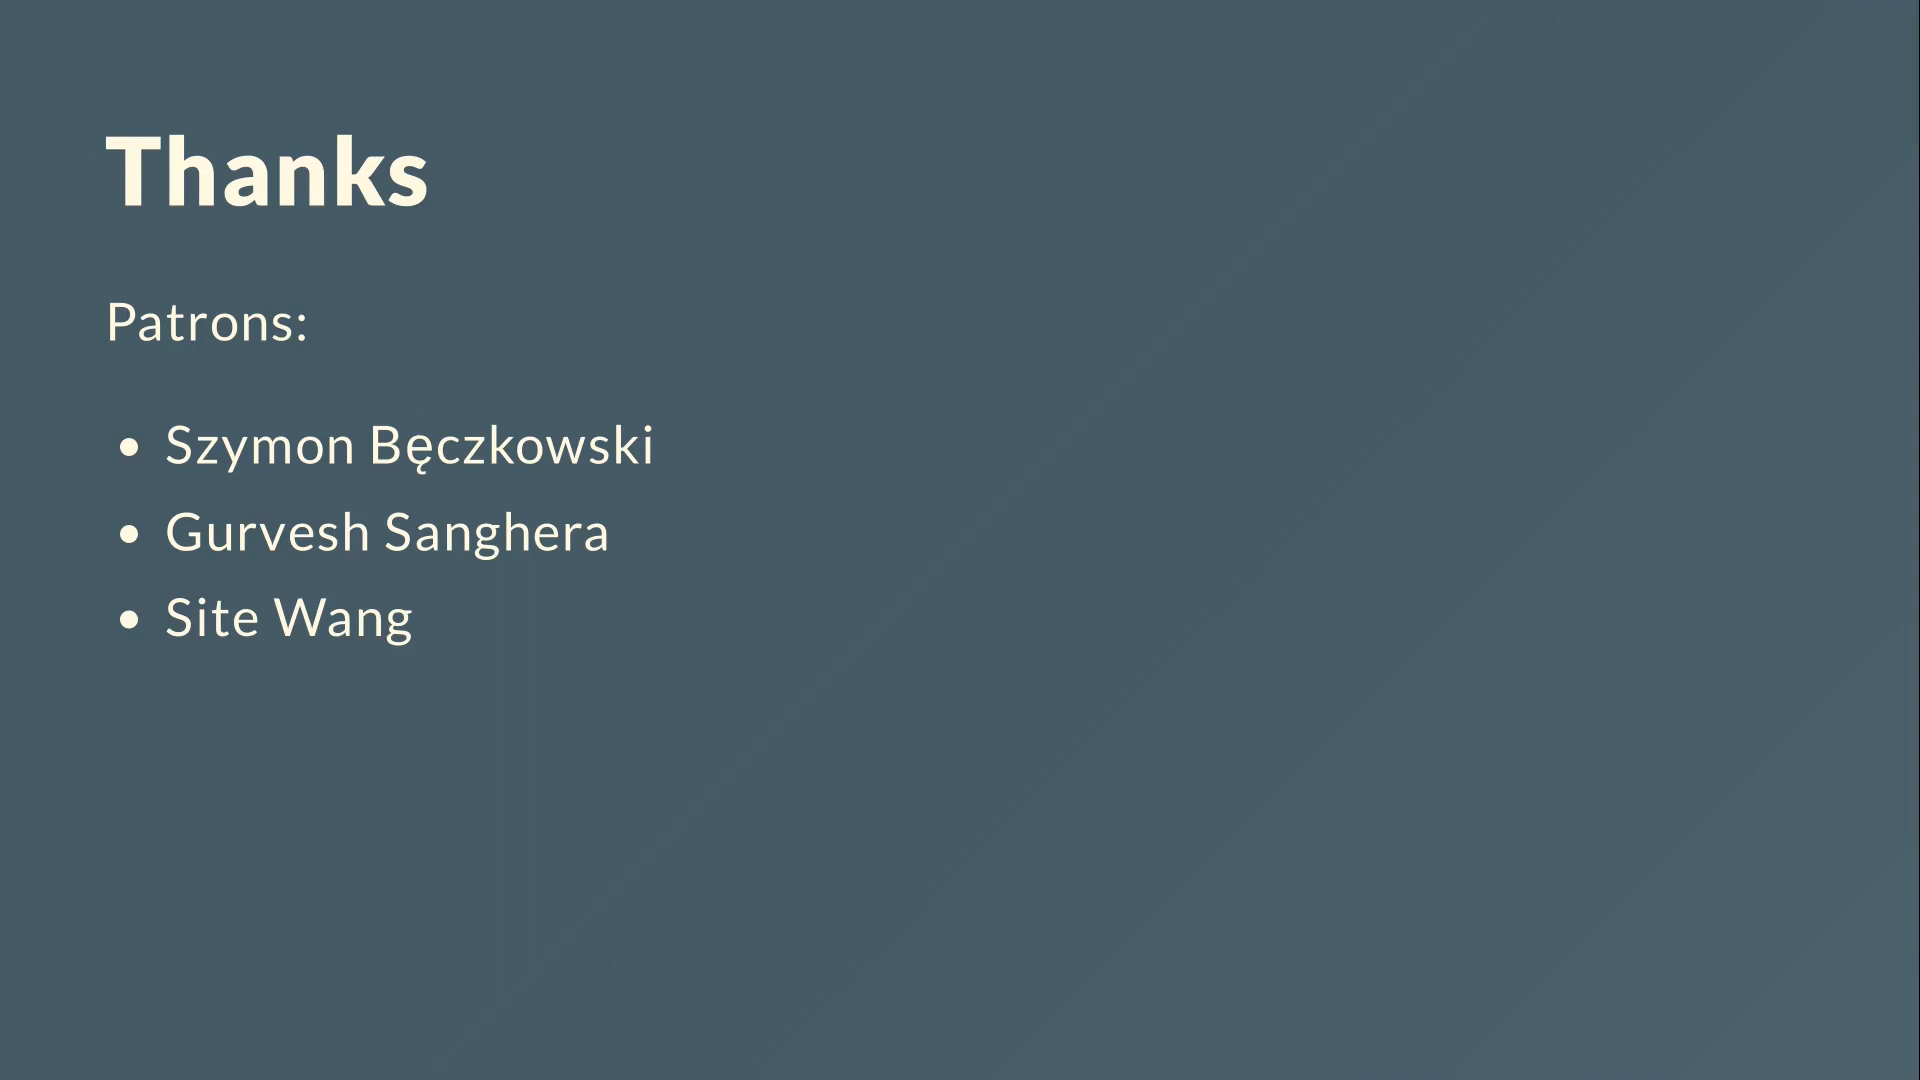 Thanks
Patrons:
• Szymon Bęczkowski
• Gurvesh Sanghera
• Site Wang